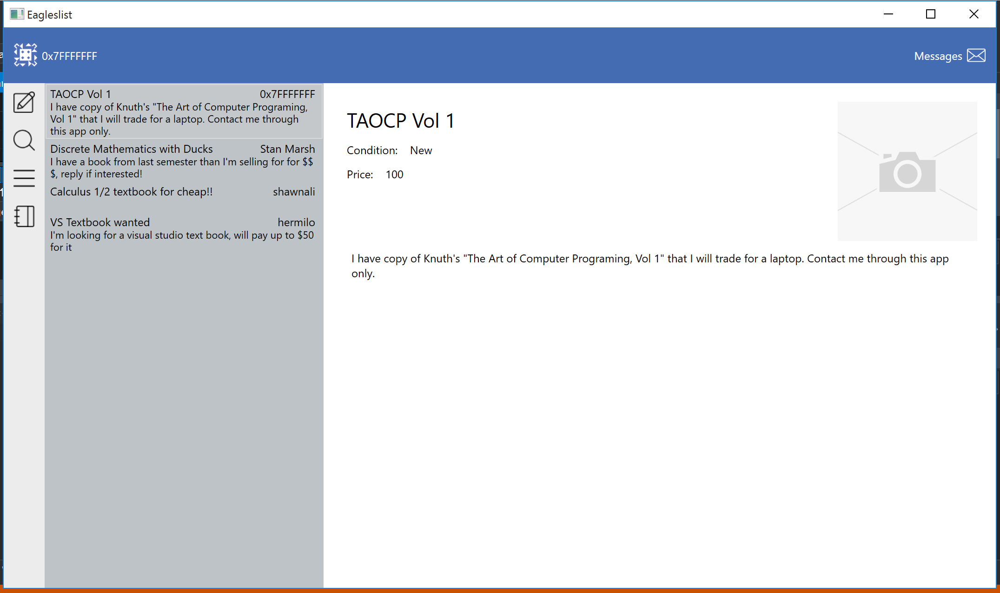 Eagleslist
0x7FFFFFFF
Messages
TAOCP Vol 1 0x7FFFFFFF
I have copy of Knuth's "The Art of Computer Programing,
Vol 1" that I will trade for a laptop. Contact me through
this app only.
Discrete Mathematics with Ducks Stan Marsh
I have a book from last semester than I'm selling for for $$
$, reply if interested!
Calculus 1/2 textbook for cheap!! shawnali
VS Textbook wanted hermilo
I'm looking for a visual studio text book, will pay up to $50
for it
TAOCP Vol 1
Condition: New
Price: 100
I have copy of Knuth's "The Art of Computer Programing, Vol 1" that I will trade for a laptop. Contact me through this app
only.